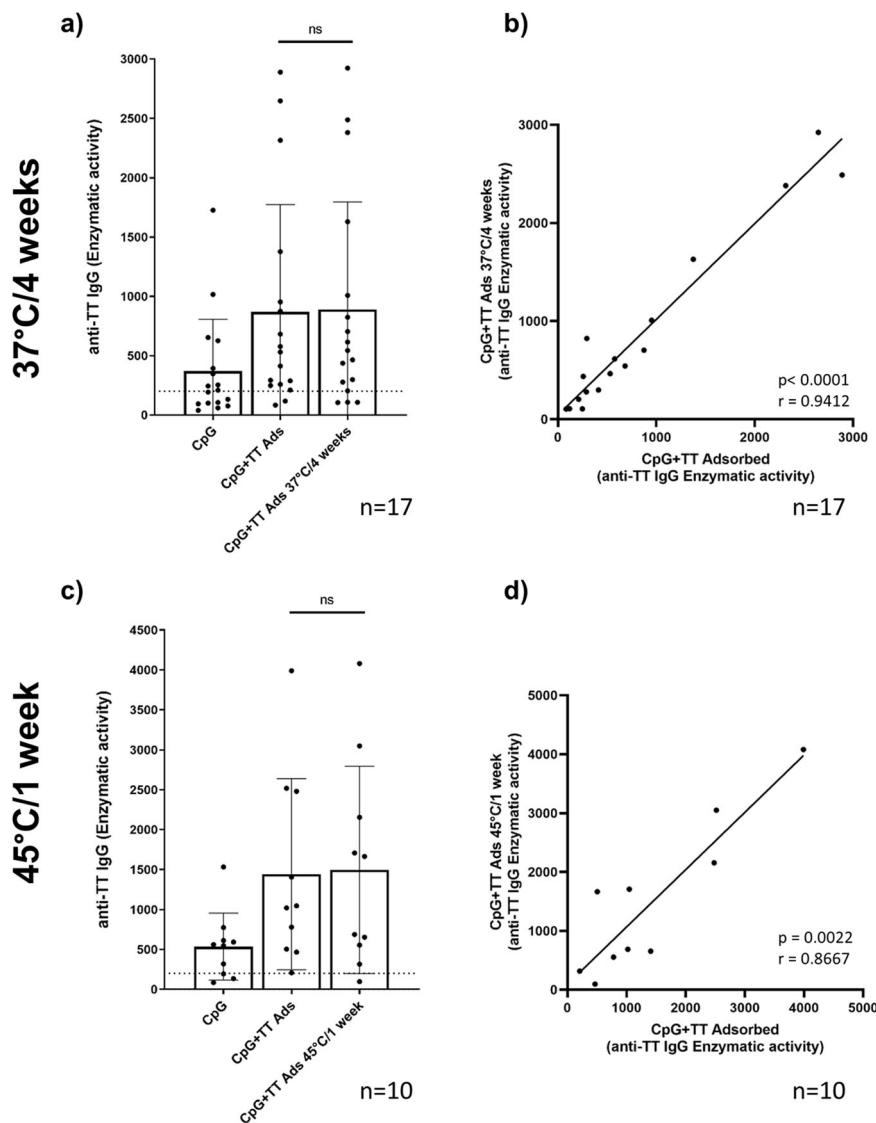 37°C/4 weeks
a)
ns
3000
2500
2000
1500
1000
500
0
anti-TT IgG (Enzymatic activity)
CpG
CpG+TT Ads
CpG+TT Ads 37°C/4 weeks
n=17
b)
3000
2000
1000
0
CpG+TT Ads 37°C/4 weeks
(anti-TT IgG Enzymatic activity)
p< 0.0001
r = 0.9412
0 1000 2000 3000
CpG+TT Adsorbed
(anti-TT IgG Enzymatic activity)
n=17
45°C/1 week
c)
ns
4500
4000
3500
3000
2500
2000
1500
1000
500
0
anti-TT IgG (Enzymatic activity)
CpG
CpG+TT Ads
CpG+TT Ads 45°C/1 week
n=10
d)
5000
4000
3000
2000
1000
0
CpG+TT Ads 45°C/1 week
(anti-TT IgG Enzymatic activity)
p = 0.0022
r = 0.8667
0 1000 2000 3000 4000 5000
CpG+TT Adsorbed
(anti-TT IgG Enzymatic activity)
n=10